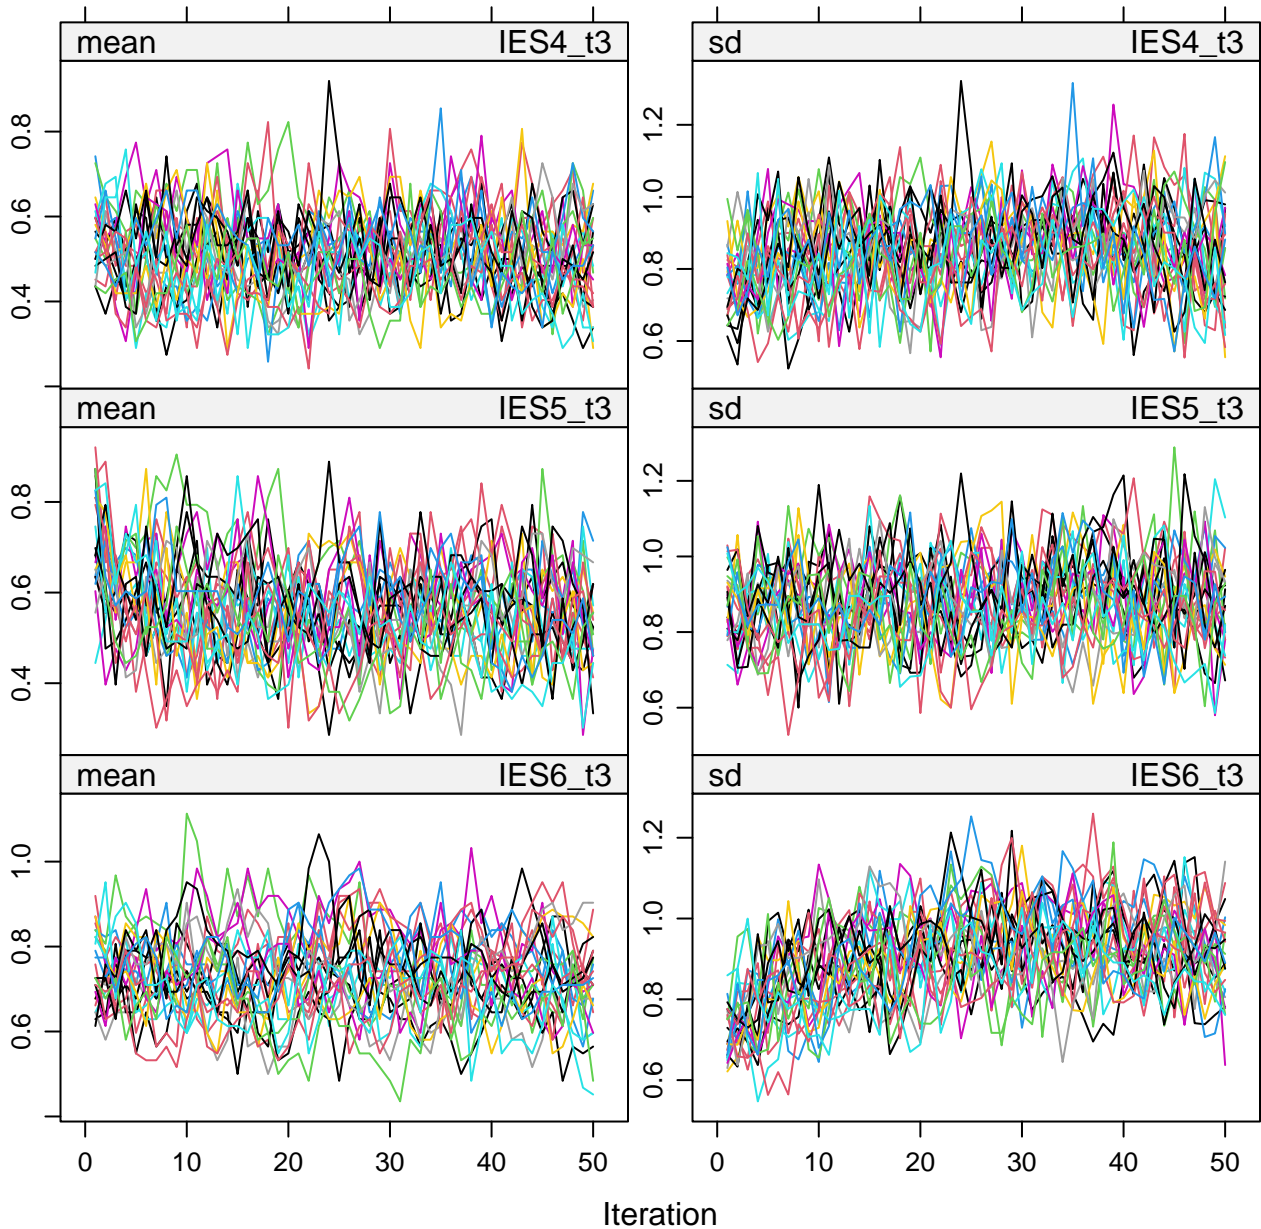 mean IES4_t3
sd IES4_t3
0.4 0.6 0.8
0.6 0.8 1.0 1.2
mean IES5_t3
sd IES5_t3
0.4 0.6 0.8
0.6 0.8 1.0 1.2
mean IES6_t3
sd IES6_t3
0.6 0.8 1.0
0.6 0.8 1.0 1.2
0 10 20 30 40 50
0 10 20 30 40 50
Iteration